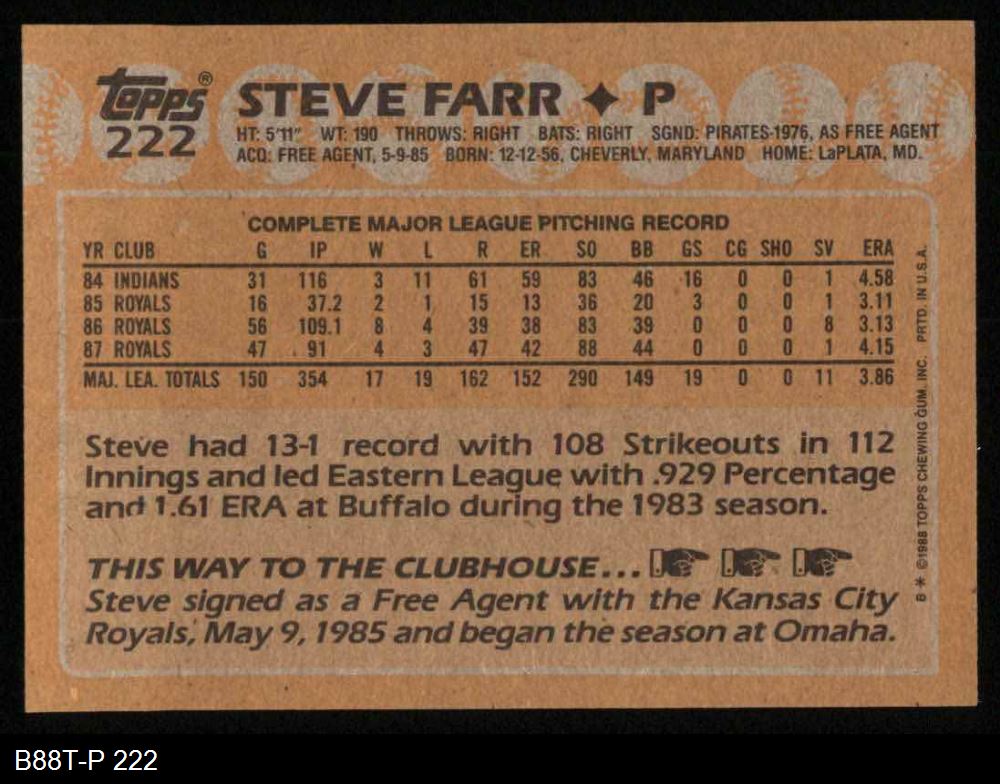 Topps® STEVE FARR ✦ P
222 HT: 5'11" WT: 190 THROWS: RIGHT BATS: RIGHT SGND: PIRATES-1976, AS FREE AGENT
ACQ: FREE AGENT, 5-9-85 BORN: 12-12-56, CHEVERLY, MARYLAND HOME: LaPLATA, MD.
COMPLETE MAJOR LEAGUE PITCHING RECORD
YR CLUB G IP W L R ER SO BB GS CG SHO SV ERA
84 INDIANS 31 116 3 11 61 59 83 46 16 0 0 1 4.58
85 ROYALS 16 37.2 2 1 15 13 36 20 3 0 0 1 3.11
86 ROYALS 56 109.1 8 4 39 38 83 39 0 0 0 8 3.13
87 ROYALS 47 91 4 3 47 42 88 44 0 0 0 1 4.15
MAJ. LEA. TOTALS 150 354 17 19 162 152 290 149 19 0 0 11 3.86
Steve had 13-1 record with 108 Strikeouts in 112
Innings and led Eastern League with .929 Percentage
and 1.61 ERA at Buffalo during the 1983 season.
THIS WAY TO THE CLUBHOUSE...
Steve signed as a Free Agent with the Kansas City
Royals, May 9, 1985 and began the season at Omaha.
B * ©1988 TOPPS CHEWING GUM, INC. PRTD. IN U.S.A.
B88T-P 222